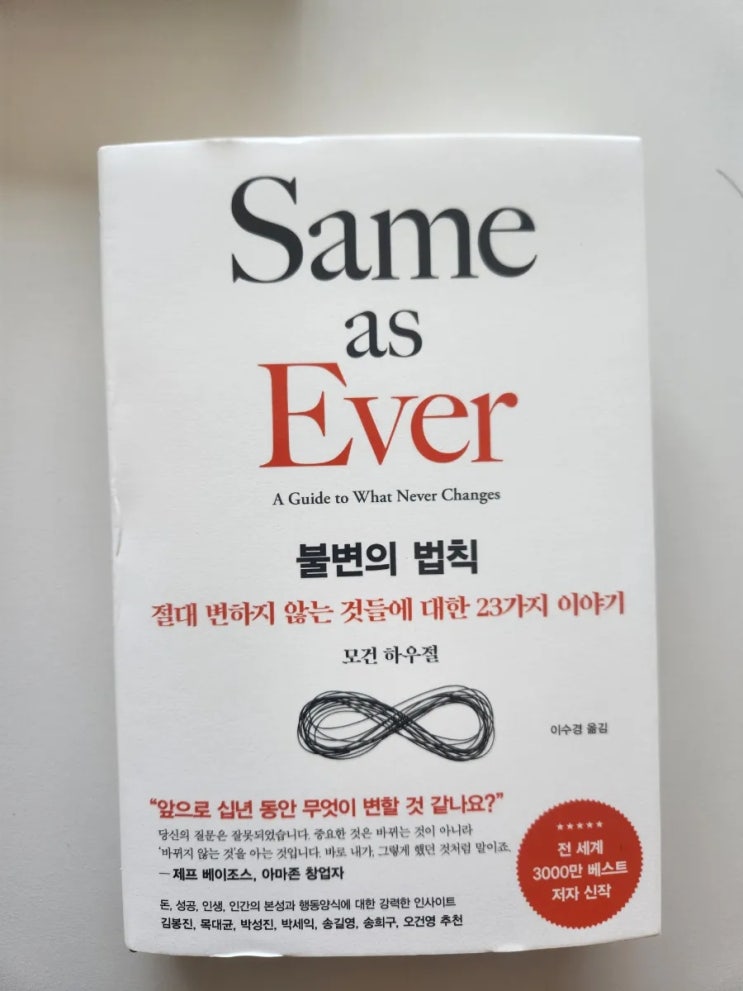 Same
as
Ever
A Guide to What Never Changes
불변의 법칙
절대 변하지 않는 것들에 대한 23가지 이야기
모건 하우절
이수경 옮김
“앞으로 십년 동안 무엇이 변할 것 같나요?”
당신의 질문은 잘못되었습니다. 중요한 것은 바뀌는 것이 아니라
‘바뀌지 않는 것’을 아는 것입니다. 바로 내가, 그렇게 했던 것처럼 말이죠.
— 제프 베이조스, 아마존 창업자
돈, 성공, 인생, 인간의 본성과 행동양식에 대한 강력한 인사이트
김봉진, 목대균, 박성진, 박세익, 송길영, 송희구, 오건영 추천
★★★★★
전 세계
3000만 베스트
저자 신작